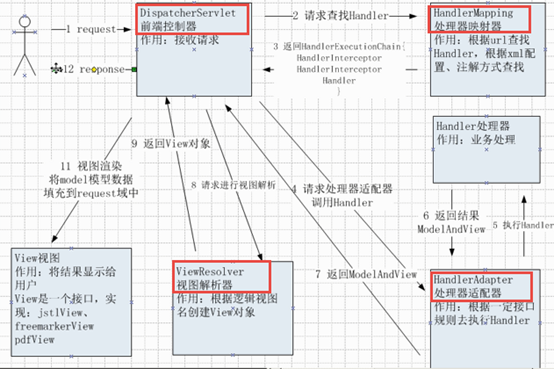 1 request
12 response
DispatcherServlet
前端控制器
作用：接收请求
2 请求查找Handler
3 返回HandlerExecutionChain{
HandlerInterceptor
HandlerInterceptor
Handler
}
HandlerMapping
处理器映射器
作用：根据url查找
Handler，根据xml配
置、注解方式查找
Handler处理器
作用：业务处理
9 返回View对象
11 视图渲染
将model模型数据
填充到request域中
8 请求进行视图解析
4 请求处理器适配器
调用Handler
6 返回结果
ModelAndView
5 执行Handler
7 返回ModelAndView
View视图
作用：将结果显示给
用户
View是一个接口，实
现：jstlView、
freemarkerView
pdfView
ViewResolver
视图解析器
作用：根据逻辑视图
名创建View对象
HandlerAdapter
处理器适配器
作用：根据一定接口
规则去执行Handler